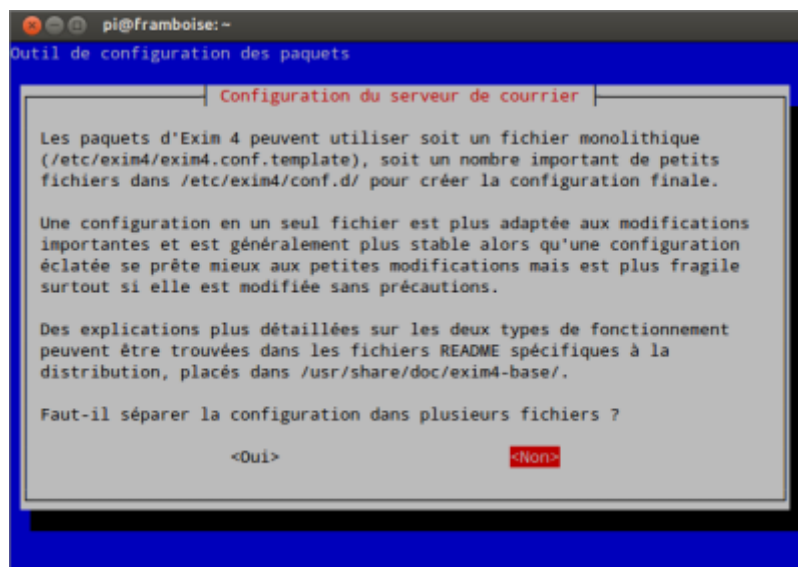 pi@framboise: ~
Outil de configuration des paquets
Configuration du serveur de courrier
Les paquets d'Exim 4 peuvent utiliser soit un fichier monolithique
(/etc/exim4/exim4.conf.template), soit un nombre important de petits
fichiers dans /etc/exim4/conf.d/ pour créer la configuration finale.
Une configuration en un seul fichier est plus adaptée aux modifications
importantes et est généralement plus stable alors qu'une configuration
éclatée se prête mieux aux petites modifications mais est plus fragile
surtout si elle est modifiée sans précautions.
Des explications plus détaillées sur les deux types de fonctionnement
peuvent être trouvées dans les fichiers README spécifiques à la
distribution, placés dans /usr/share/doc/exim4-base/.
Faut-il séparer la configuration dans plusieurs fichiers ?
<Oui> <Non>